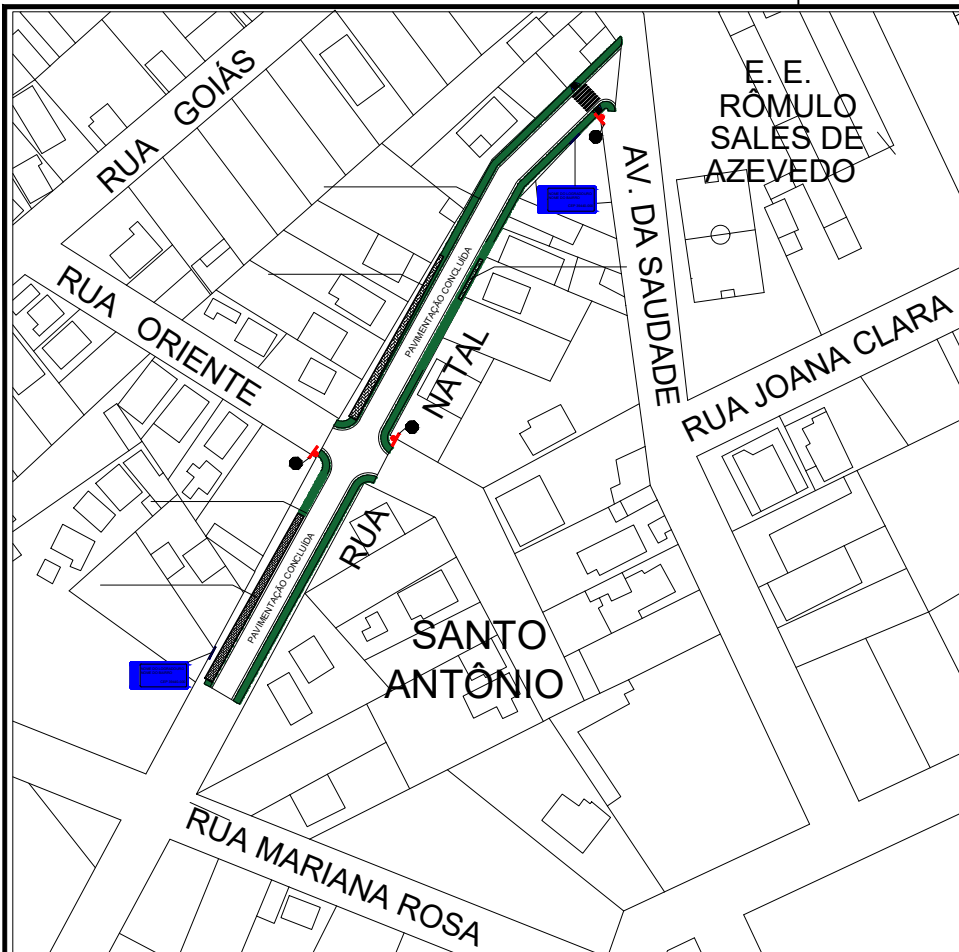 RUA GOIÁS
E. E.
RÔMULO
SALES DE
AZEVEDO
AV. DA SAUDADE
RUA ORIENTE
PAVIMENTAÇÃO CONCLUÍDA
RUA NATAL
RUA JOANA CLARA
PAVIMENTAÇÃO CONCLUÍDA
SANTO
ANTÔNIO
RUA MARIANA ROSA